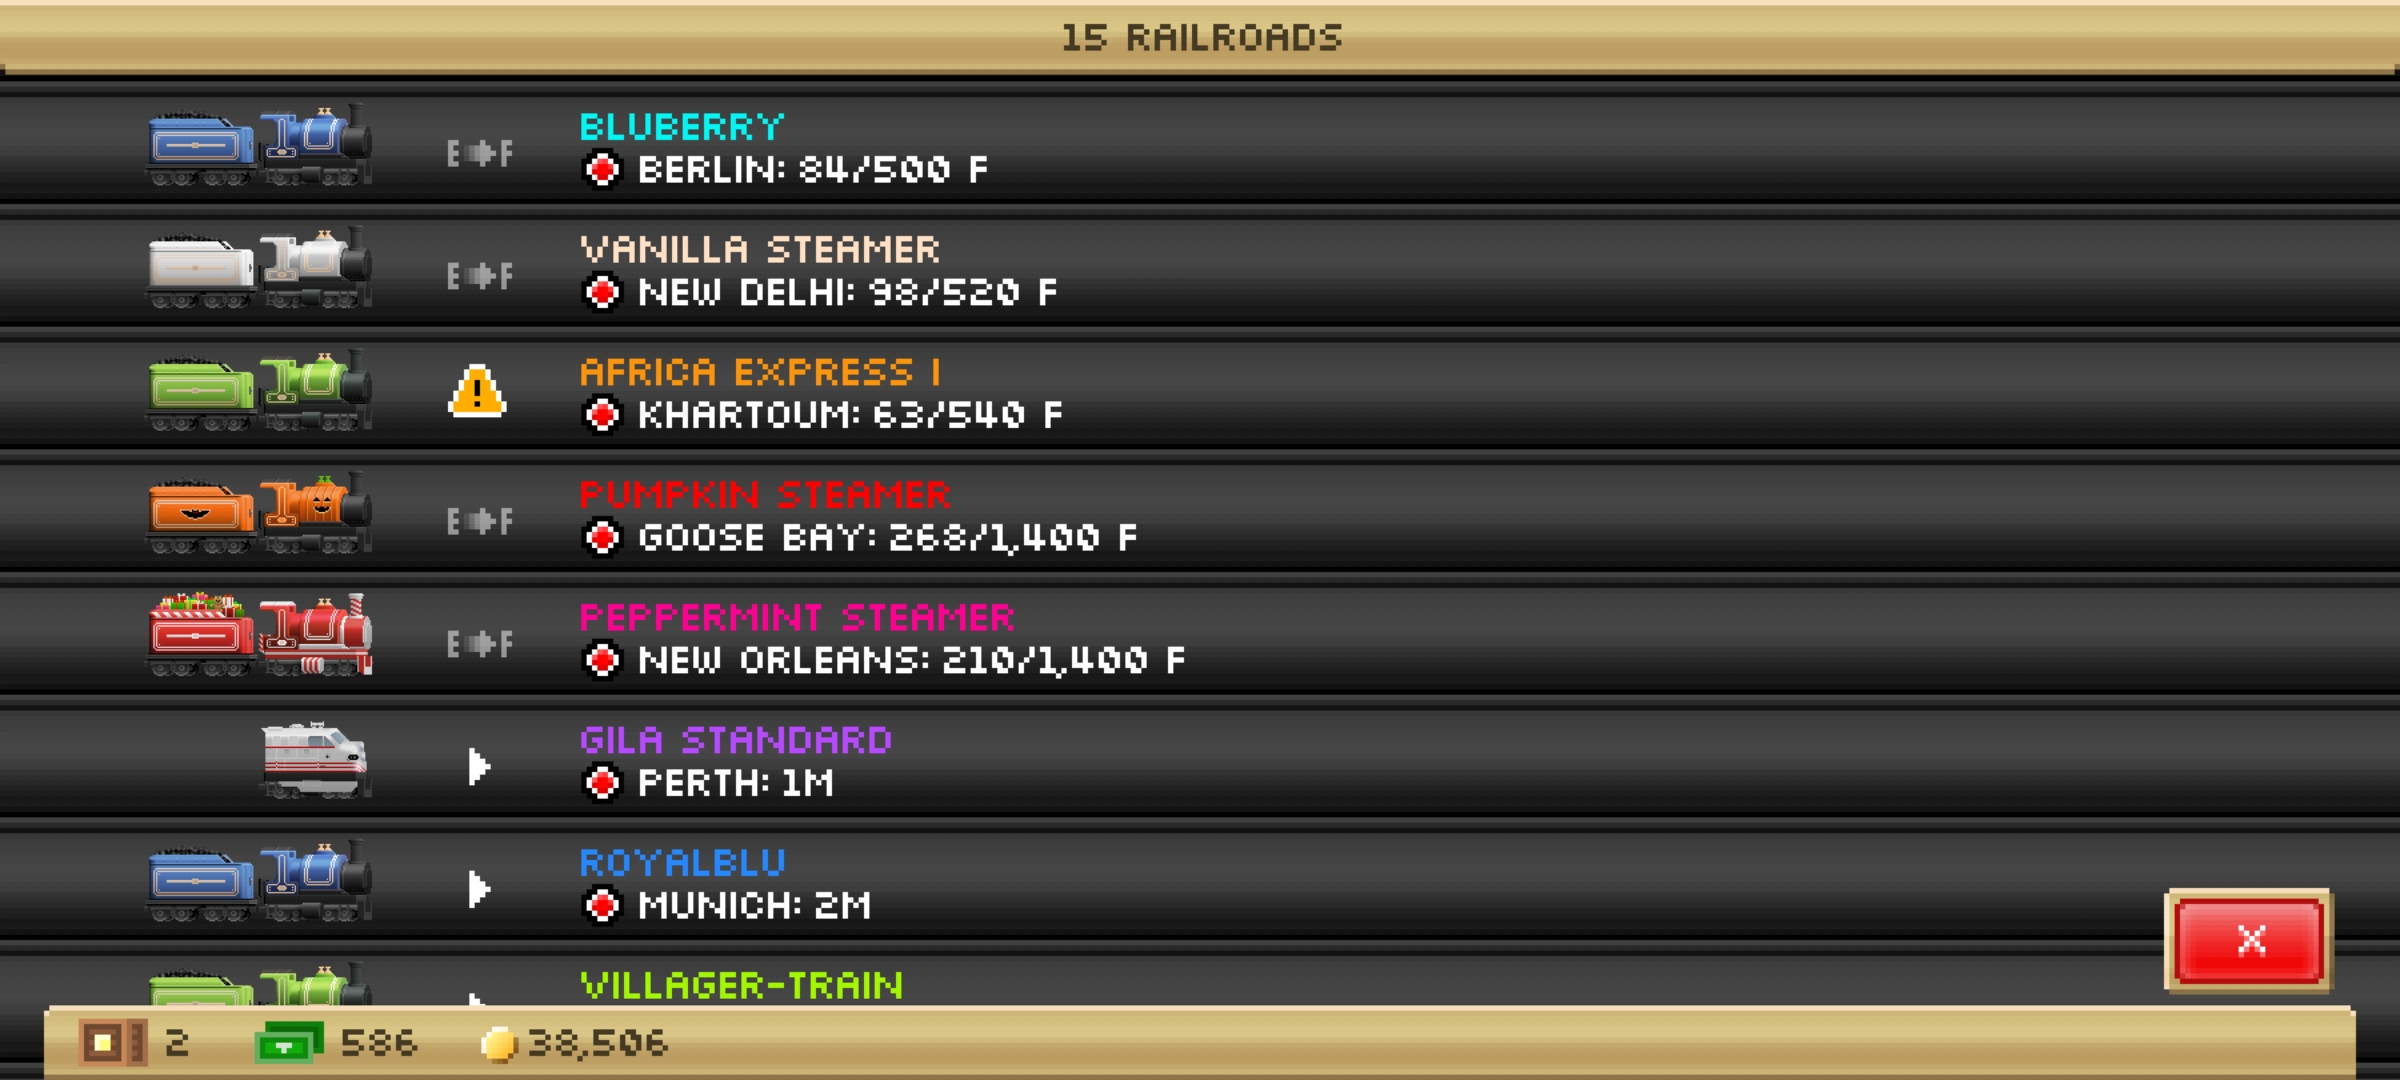 15 RAILROADS
BLUBERRY
E F
BERLIN: 84/500 F
VANILLA STEAMER
E F
NEW DELHI: 98/520 F
AFRICA EXPRESS I
!
KHARTOUM: 63/540 F
PUMPKIN STEAMER
E F
GOOSE BAY: 268/1,400 F
PEPPERMINT STEAMER
E F
NEW ORLEANS: 210/1,400 F
GILA STANDARD
PERTH: 1M
ROYALBLU
MUNICH: 2M
X
VILLAGER-TRAIN
2 586 38,506